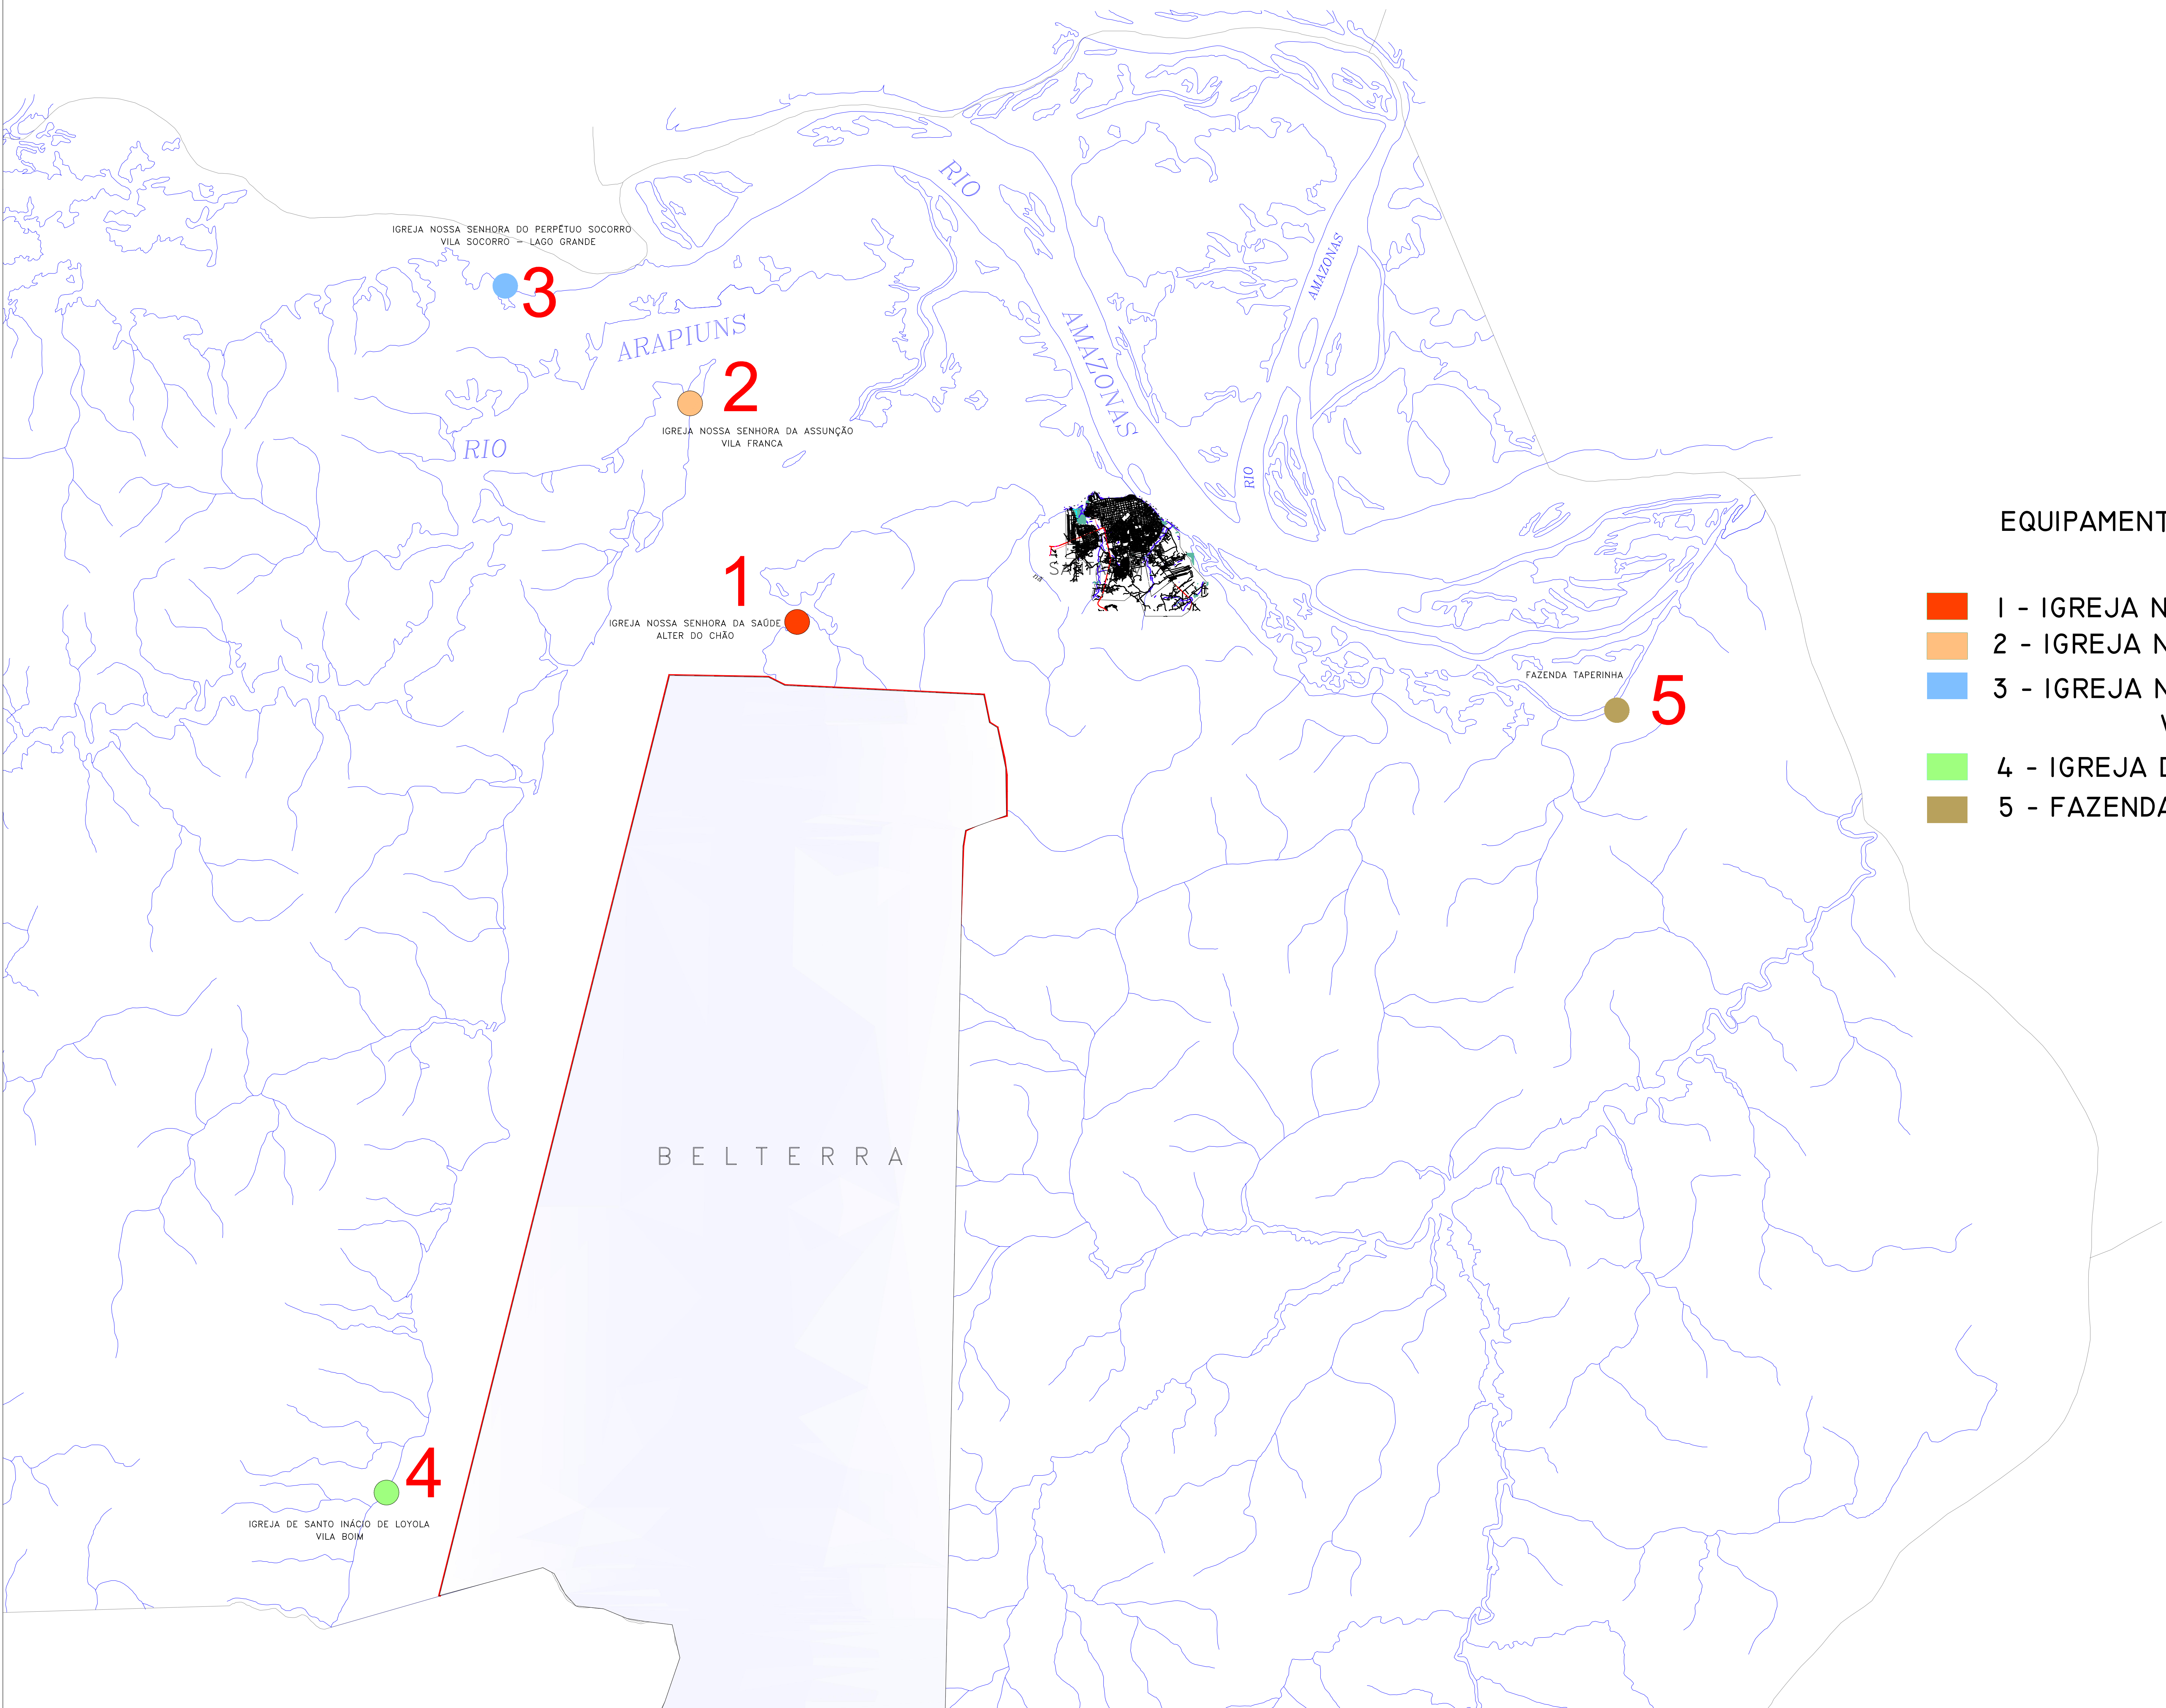 RIO
IGREJA NOSSA SENHORA DO PERPÉTUO SOCORRO
VILA SOCORRO - LAGO GRANDE
3
AMAZONAS
ARAPIUNS
AMAZONAS
2
IGREJA NOSSA SENHORA DA ASSUNÇÃO
VILA FRANCA
RIO
RIO
EQUIPAMENT
1
SANTA
IGREJA NOSSA SENHORA DA SAÚDE
ALTER DO CHÃO
1 - IGREJA N
2 - IGREJA N
FAZENDA TAPERINHA
5
3 - IGREJA N
V
4 - IGREJA D
5 - FAZENDA
BELTERRA
4
IGREJA DE SANTO INÁCIO DE LOYOLA
VILA BOIM